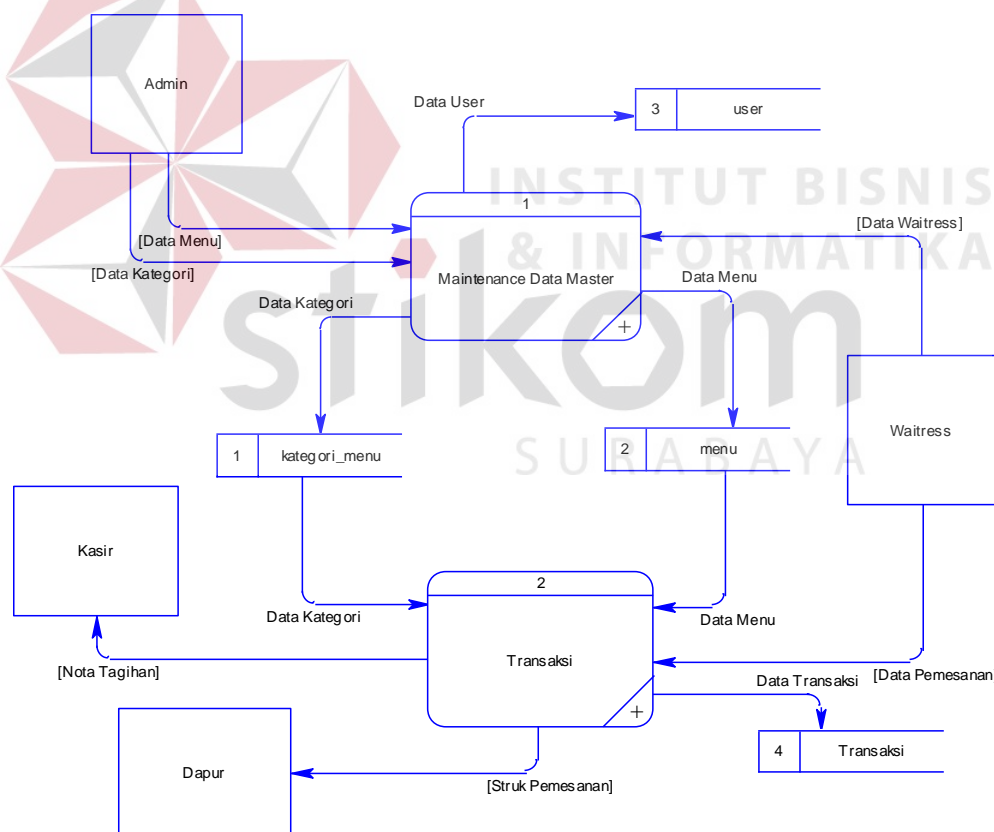 Admin
Data User
3 user
INSTITUT BISNIS
1
[Data Waitress]
[Data Menu]
& INFORMATIKA
[Data Kategori]
Maintenance Data Master
Data Menu
Data Kategori
+
stikom
Waitress
1 kategori_menu
2 menu
SURABAYA
Kasir
2
Data Kategori
Data Menu
Transaksi
[Nota Tagihan]
Data Transaksi
[Data Pemesanan
+
4 Transaksi
Dapur
[Struk Pemesanan]